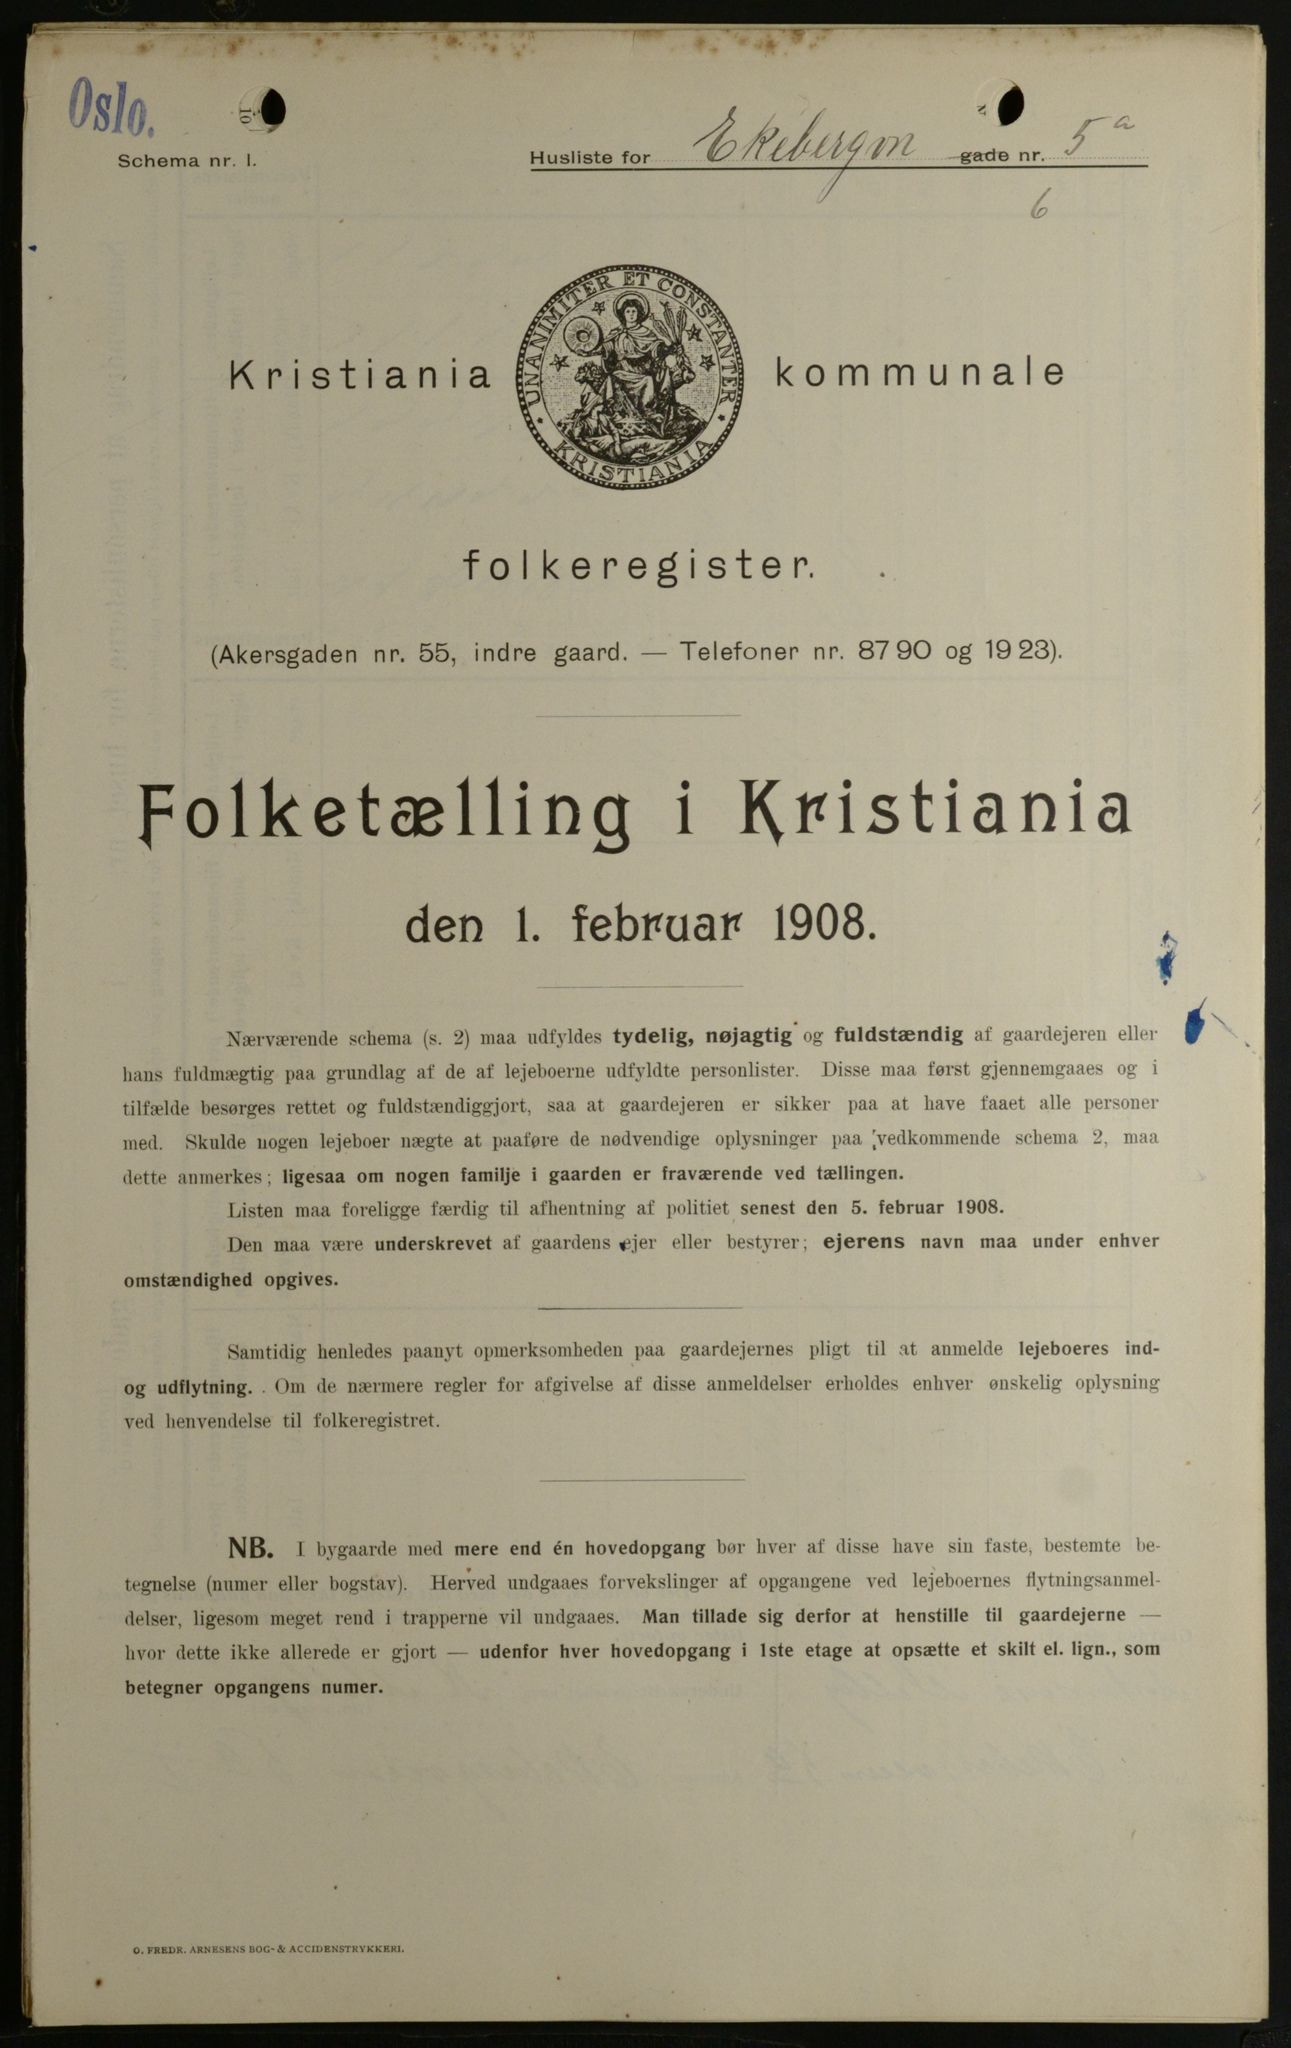 Oslo.
Schema nr. 1.
Husliste for Ekebergvn gade nr. 5a
6
UNANIMITER ET CONSTANTER
KRISTIANIA
Kristiania kommunale
folkeregister.
(Akersgaden nr. 55, indre gaard. — Telefoner nr. 8790 og 1923).
Folketælling i Kristiania
den 1. februar 1908.
Nærværende schema (s. 2) maa udfyldes tydelig, nøjagtig og fuldstændig af gaardejeren eller
hans fuldmægtig paa grundlag af de af lejeboerne udfyldte personlister. Disse maa først gjennemgaaes og i
tilfælde besørges rettet og fuldstændiggjort, saa at gaardejeren er sikker paa at have faaet alle personer
med. Skulde nogen lejeboer nægte at paaføre de nødvendige oplysninger paa vedkommende schema 2, maa
dette anmerkes; ligesaa om nogen familje i gaarden er fraværende ved tællingen.
Listen maa foreligge færdig til afhentning af politiet senest den 5. februar 1908.
Den maa være underskrevet af gaardens ejer eller bestyrer; ejerens navn maa under enhver
omstændighed opgives.
Samtidig henledes paanyt opmerksomheden paa gaardejernes pligt til at anmelde lejeboeres ind-
og udflytning. Om de nærmere regler for afgivelse af disse anmeldelser erholdes enhver ønskelig oplysning
ved henvendelse til folkeregistret.
NB. I bygaarde med mere end én hovedopgang bør hver af disse have sin faste, bestemte be-
tegnelse (numer eller bogstav). Herved undgaaes forvekslinger af opgangene ved lejeboernes flytningsanmel-
delser, ligesom meget rend i trapperne vil undgaaes. Man tillade sig derfor at henstille til gaardejerne —
hvor dette ikke allerede er gjort — udenfor hver hovedopgang i 1ste etage at opsætte et skilt el. lign., som
betegner opgangens numer.
O. FREDR. ARNESENS BOG- & ACCIDENSTRYKKERI.